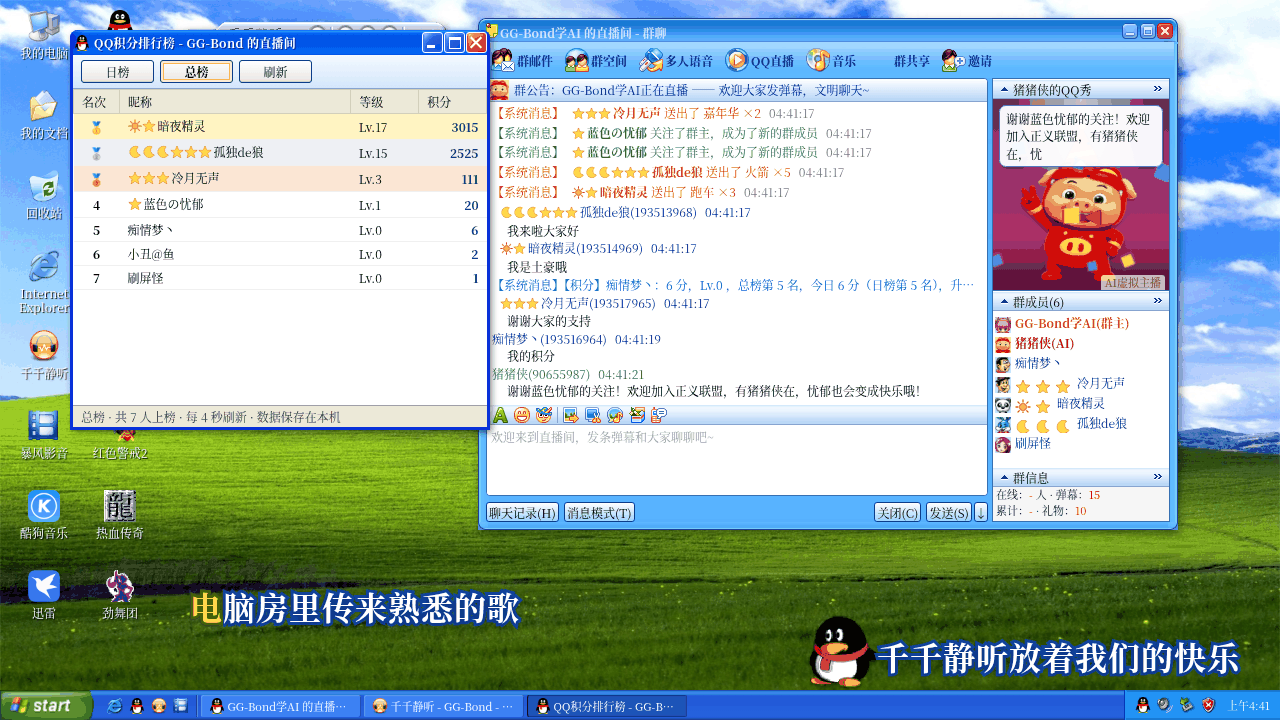 我的电脑
我的文档
回收站
Internet
Explorer
千千静听
暴风影音
红色警戒2
酷狗音乐
热血传奇
迅雷
劲舞团
QQ积分排行榜 - GG-Bond 的直播间
日榜 总榜 刷新
名次 昵称 等级 积分
暗夜精灵 Lv.17 3015
孤独de狼 Lv.15 2525
冷月无声 Lv.3 111
4 蓝色の忧郁 Lv.1 20
5 痴情梦丶 Lv.0 6
6 小丑@鱼 Lv.0 2
7 刷屏怪 Lv.0 1
总榜 · 共 7 人上榜 · 每 4 秒刷新 · 数据保存在本机
GG-Bond学AI 的直播间 - 群聊
群邮件 群空间 多人语音 QQ直播 音乐 群共享 邀请
群公告：GG-Bond学AI正在直播 —— 欢迎大家发弹幕，文明聊天~
【系统消息】 冷月无声 送出了 嘉年华 ×2 04:41:17
【系统消息】 蓝色の忧郁 关注了群主，成为了新的群成员 04:41:17
【系统消息】 蓝色の忧郁 关注了群主，成为了新的群成员 04:41:17
【系统消息】 孤独de狼 送出了 火箭 ×5 04:41:17
【系统消息】 暗夜精灵 送出了 跑车 ×3 04:41:17
孤独de狼(193513968) 04:41:17
我来啦大家好
暗夜精灵(193514969) 04:41:17
我是土豪哦
【系统消息】【积分】痴情梦丶：6 分，Lv.0 ，总榜第 5 名，今日 6 分（日榜第 5 名），升…
冷月无声(193517965) 04:41:17
谢谢大家的支持
痴情梦丶(193516964) 04:41:19
我的积分
猪猪侠(90655987) 04:41:21
谢谢蓝色忧郁的关注！欢迎加入正义联盟，有猪猪侠在，忧郁也会变成快乐哦！
欢迎来到直播间，发条弹幕和大家聊聊吧~
聊天记录(H) 消息模式(T) 关闭(C) 发送(S) ↓
猪猪侠的QQ秀
谢谢蓝色忧郁的关注！欢迎
加入正义联盟，有猪猪侠
在，忧
AI虚拟主播
群成员(6)
GG-Bond学AI(群主)
猪猪侠(AI)
痴情梦丶
冷月无声
暗夜精灵
孤独de狼
刷屏怪
群信息
在线：- 人 · 弹幕：15
累计：- · 礼物：10
电脑房里传来熟悉的歌
千千静听放着我们的快乐
start
GG-Bond学AI 的直播…
千千静听 - GG-Bond - …
QQ积分排行榜 - GG-B…
上午4:41